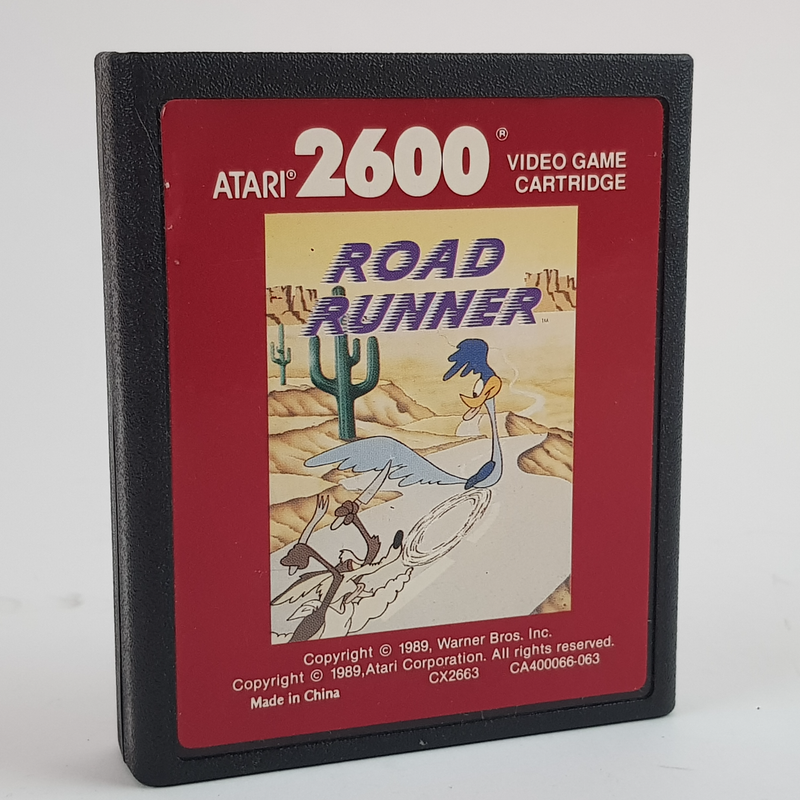 ATARI® 2600®
VIDEO GAME
CARTRIDGE
ROAD
RUNNER™
Copyright © 1989, Warner Bros. Inc.
Copyright © 1989,Atari Corporation. All rights reserved.
Made in China
CX2663
CA400066-063